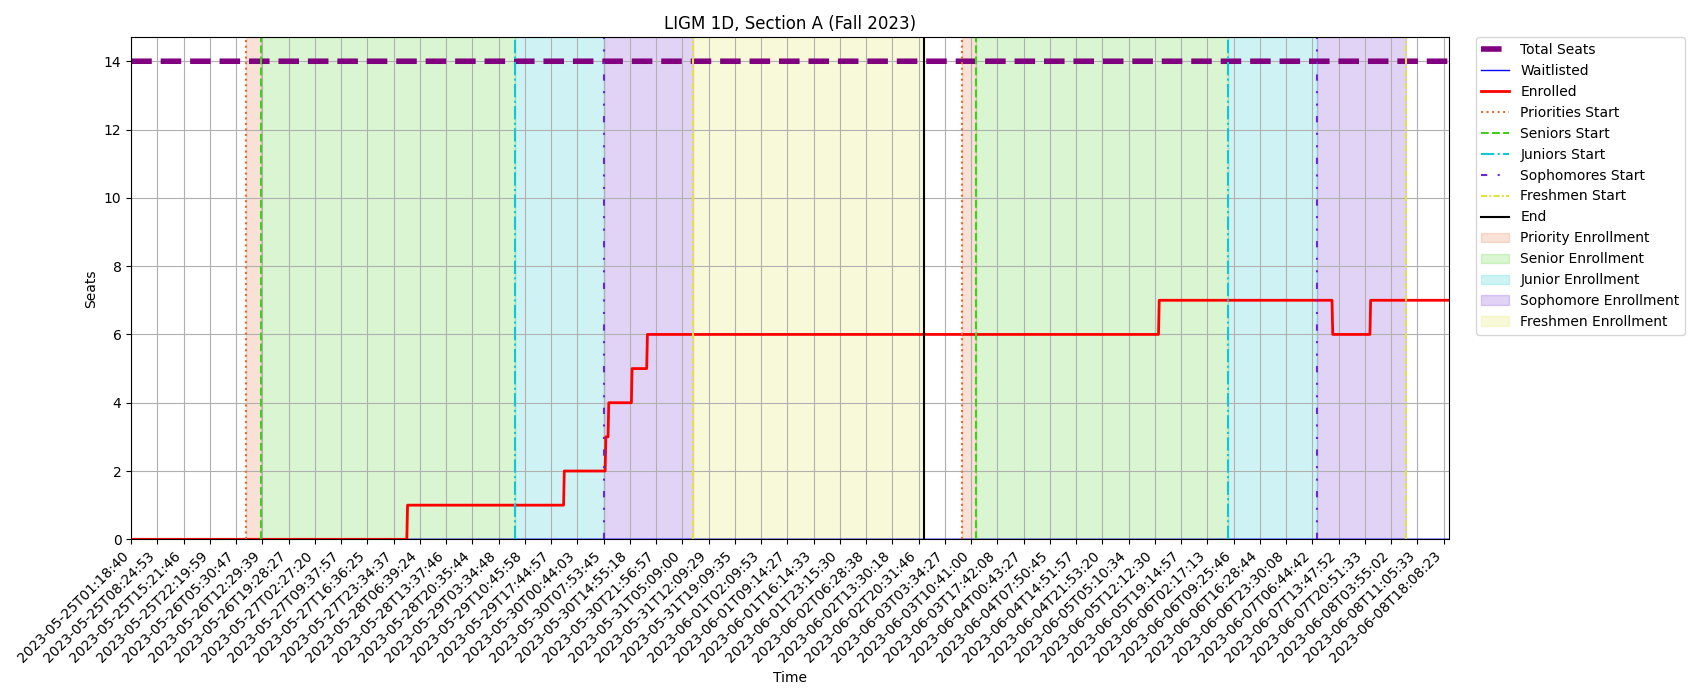 LIGM 1D, Section A (Fall 2023)
Seats
14
12
10
8
6
4
2
0
2023-05-25T01:18:40
2023-05-25T08:24:53
2023-05-25T15:21:46
2023-05-25T22:19:59
2023-05-26T05:30:47
2023-05-26T12:29:39
2023-05-26T19:28:27
2023-05-27T02:27:20
2023-05-27T09:37:57
2023-05-27T16:36:25
2023-05-27T23:34:37
2023-05-28T06:39:24
2023-05-28T13:37:46
2023-05-28T20:35:44
2023-05-29T03:34:48
2023-05-29T10:45:58
2023-05-29T17:44:57
2023-05-30T00:44:03
2023-05-30T07:53:45
2023-05-30T14:55:18
2023-05-30T21:56:57
2023-05-31T05:09:00
2023-05-31T12:09:29
2023-05-31T19:09:35
2023-06-01T02:09:53
2023-06-01T09:14:27
2023-06-01T16:14:33
2023-06-01T23:15:30
2023-06-02T06:28:38
2023-06-02T13:30:18
2023-06-02T20:31:46
2023-06-03T03:34:27
2023-06-03T10:41:00
2023-06-03T17:42:08
2023-06-04T00:43:27
2023-06-04T07:50:45
2023-06-04T14:51:57
2023-06-04T21:53:20
2023-06-05T05:10:34
2023-06-05T12:12:30
2023-06-05T19:14:57
2023-06-06T02:17:13
2023-06-06T09:25:46
2023-06-06T16:28:44
2023-06-06T23:30:08
2023-06-07T06:44:42
2023-06-07T13:47:52
2023-06-07T20:51:33
2023-06-08T03:55:02
2023-06-08T11:05:33
2023-06-08T18:08:23
Time
Total Seats
Waitlisted
Enrolled
Priorities Start
Seniors Start
Juniors Start
Sophomores Start
Freshmen Start
End
Priority Enrollment
Senior Enrollment
Junior Enrollment
Sophomore Enrollment
Freshmen Enrollment